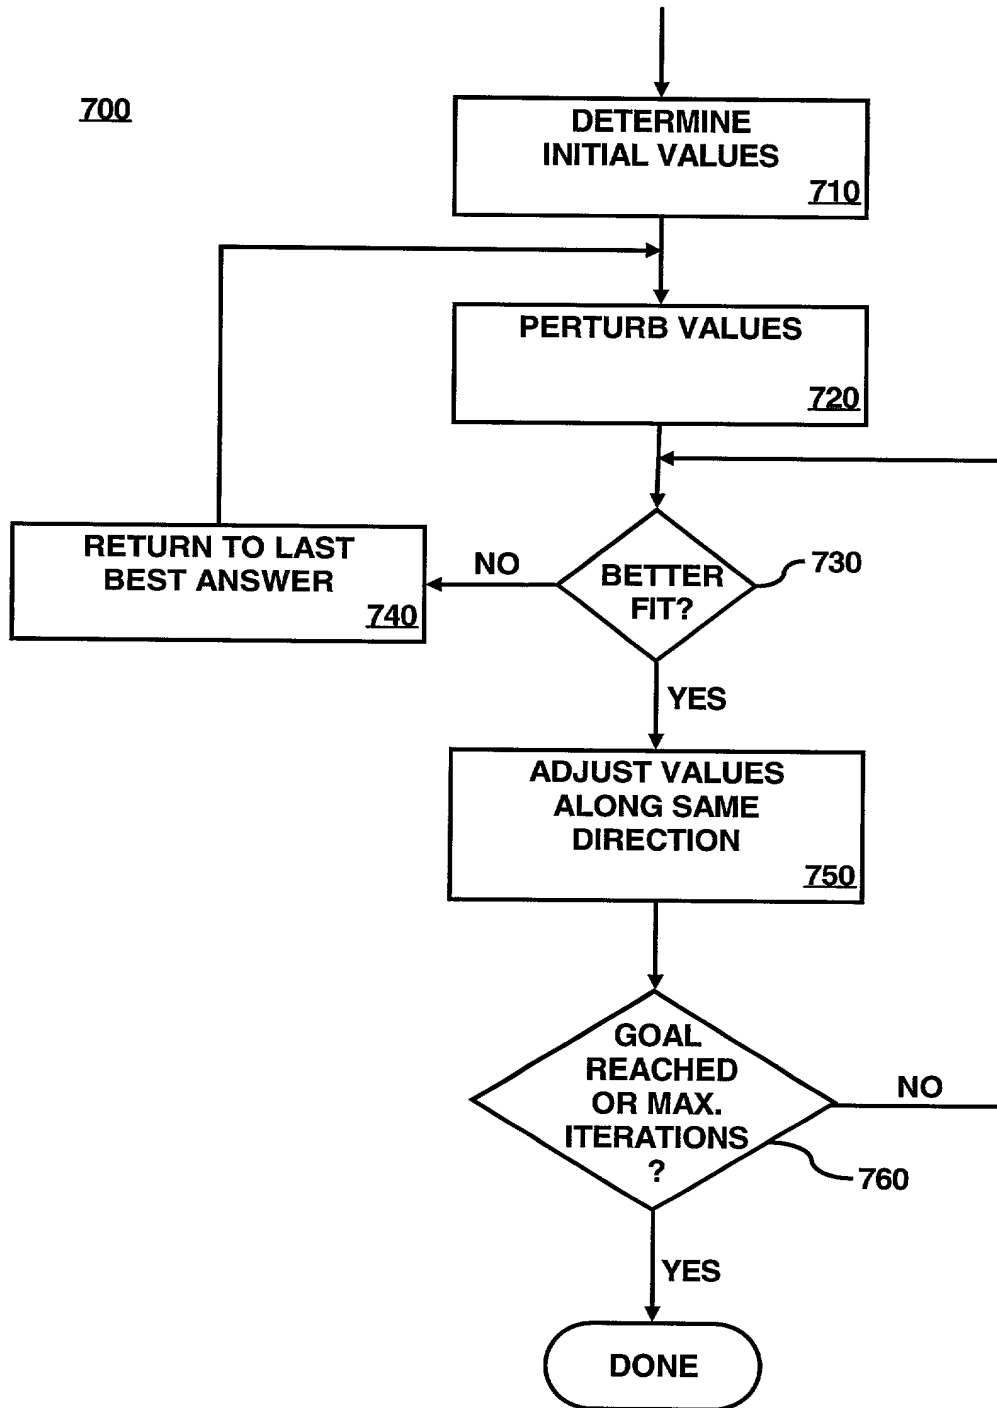 700
DETERMINE
INITIAL VALUES
710
PERTURB VALUES
720
RETURN TO LAST
BEST ANSWER
740
NO
BETTER
FIT?
730
YES
ADJUST VALUES
ALONG SAME
DIRECTION
750
GOAL
REACHED
OR MAX.
ITERATIONS
?
NO
760
YES
DONE